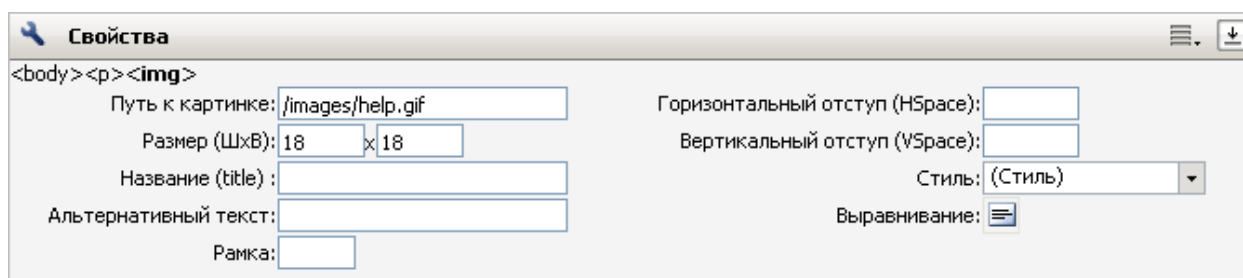 Свойства
<body><p><img>
Путь к картинке: /images/help.gif
Горизонтальный отступ (HSpace):
Размер (ШхВ): 18 x 18
Вертикальный отступ (VSpace):
Название (title) :
Стиль: (Стиль)
Альтернативный текст:
Выравнивание:
Рамка: